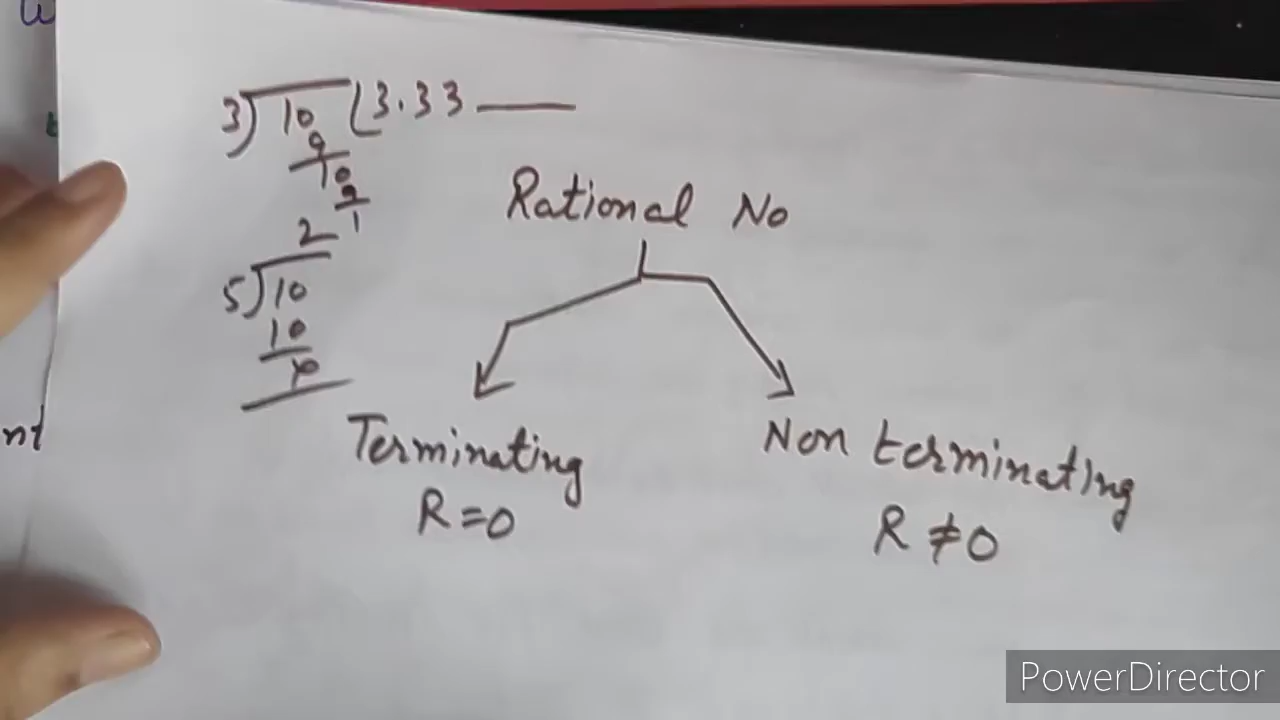 3)10(3.33 —
9
10
9
1
2
5)10
10
0
Rational No
Terminating
R=0
Non terminating
R ≠ 0
nt
PowerDirector